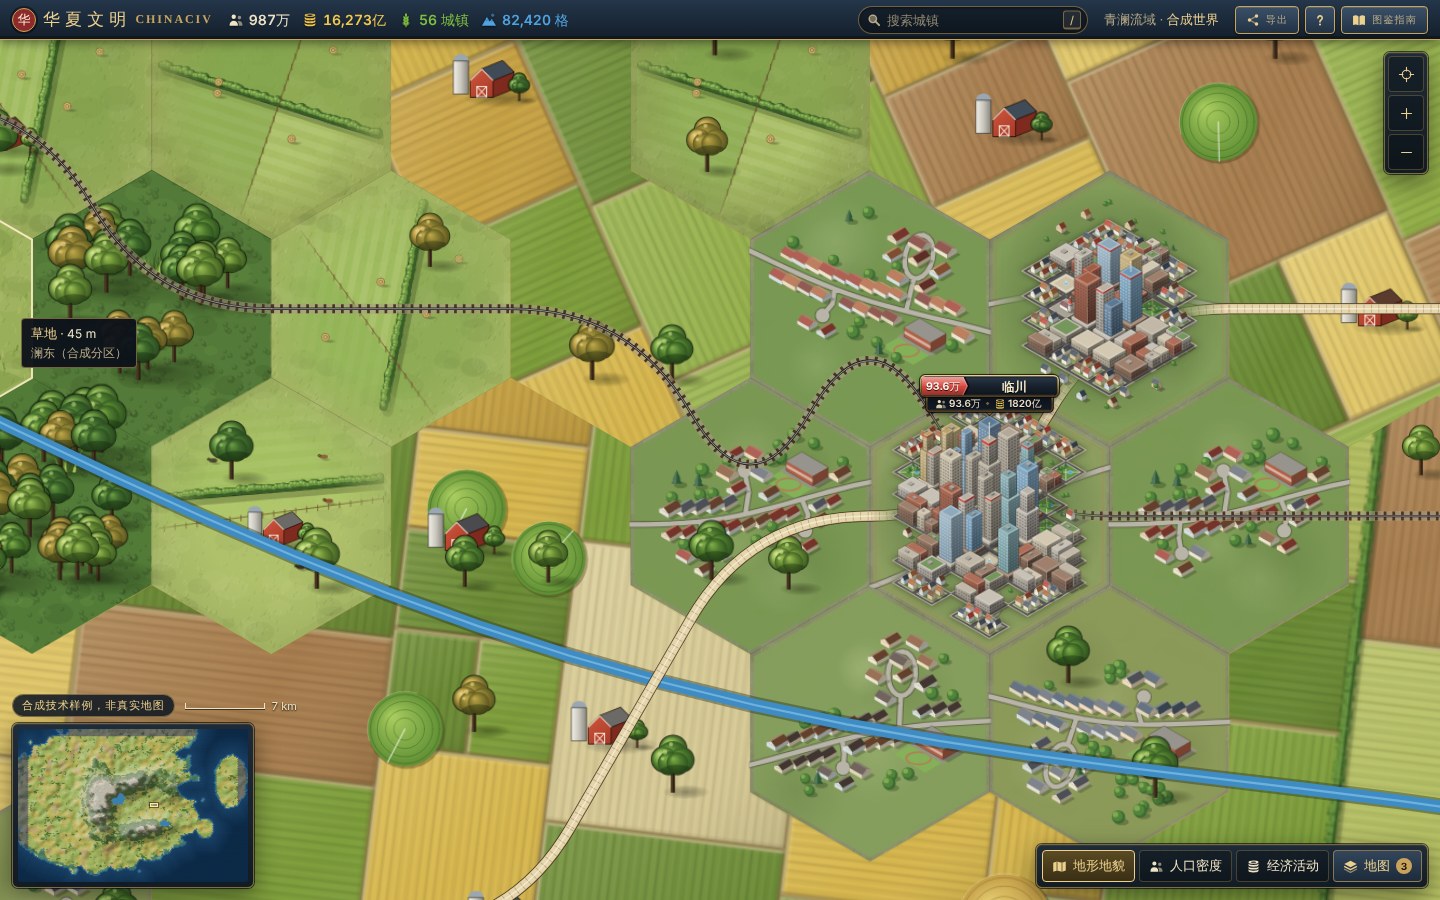 华 华夏文明 CHINACIV 987万 16,273亿 56 城镇 82,420 格 搜索城镇 / 青澜流域 · 合成世界 导出 ? 图鉴指南
+
−
草地 · 45 m
澜东（合成分区）
93.6万 临川
93.6万 · 1820亿
合成技术样例，非真实地图 7 km
地形地貌 人口密度 经济活动 地图 3